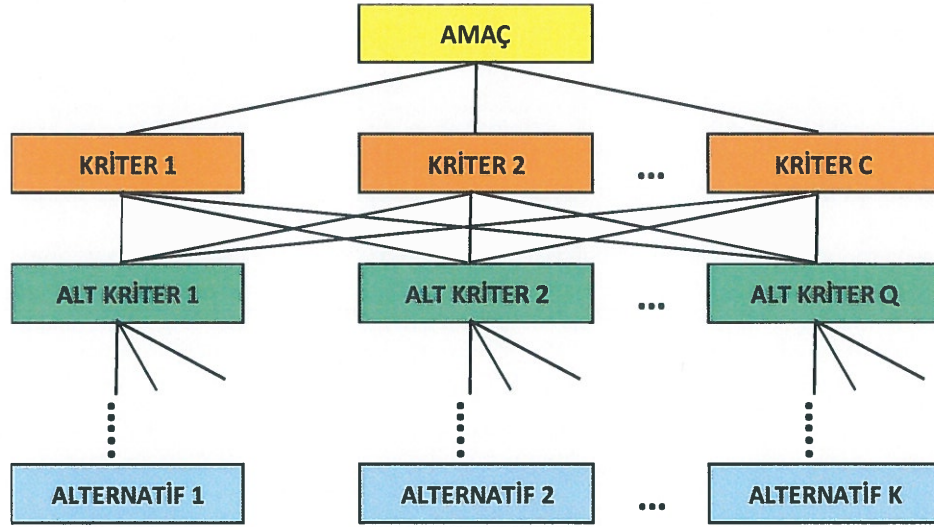 AMAÇ
KRİTER 1
KRİTER 2
...
KRİTER C
ALT KRİTER 1
ALT KRİTER 2
...
ALT KRİTER Q
ALTERNATİF 1
ALTERNATİF 2
...
ALTERNATİF K